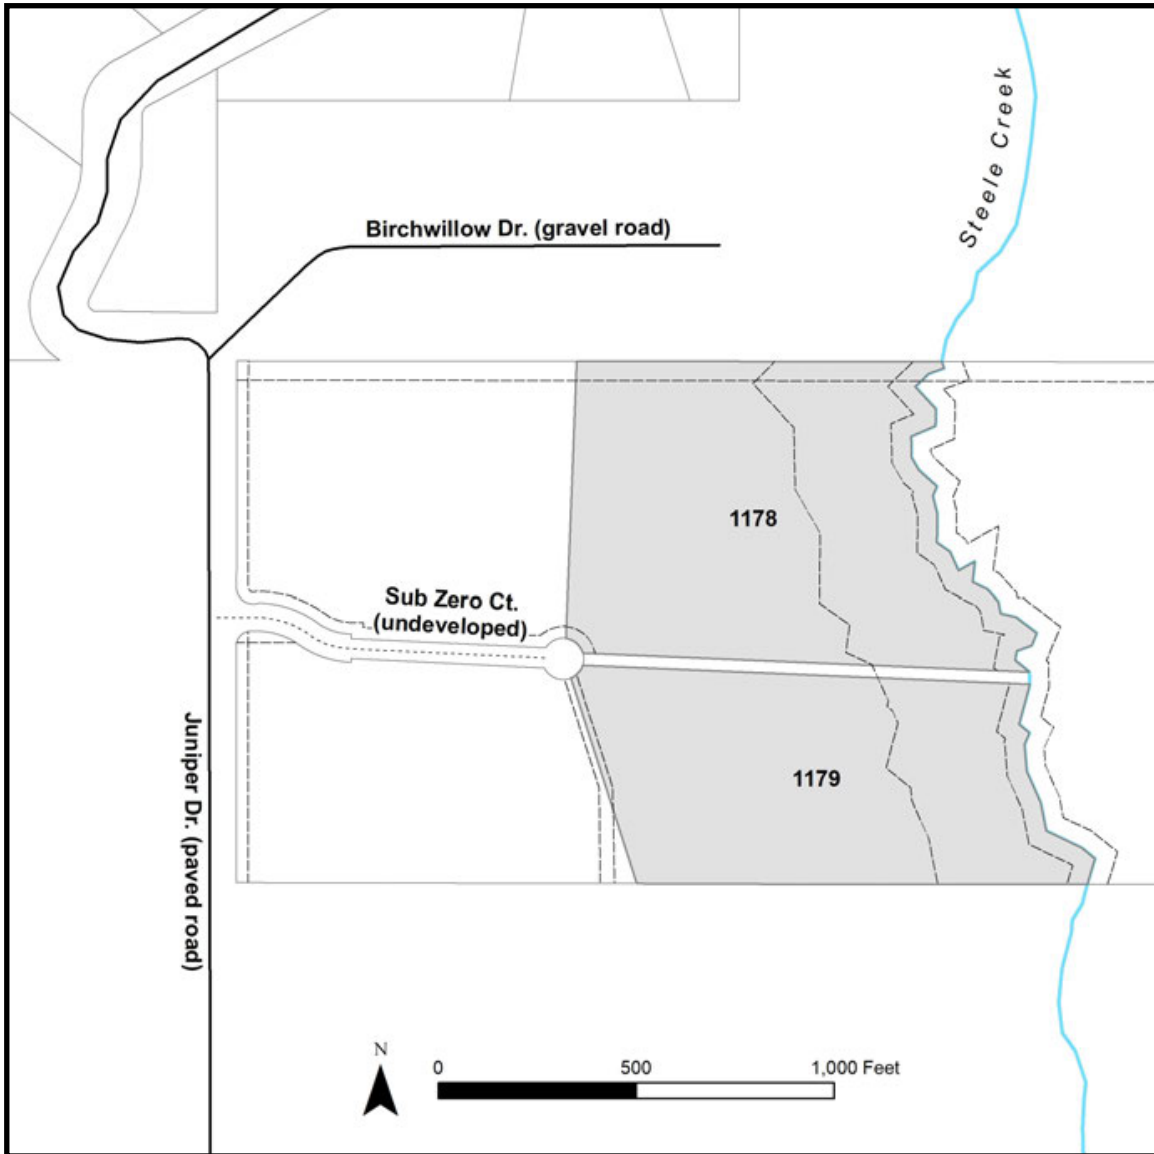 Steele Creek
Birchwillow Dr. (gravel road)
1178
Sub Zero Ct.
(undeveloped)
Juniper Dr. (paved road)
1179
N
0 500 1,000 Feet